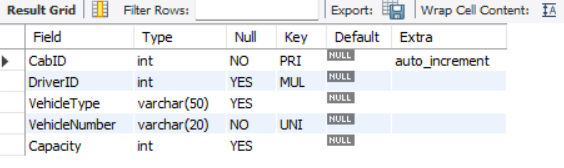 Result Grid Filter Rows: Export: Wrap Cell Content: IA
Field Type Null Key Default Extra
CabID int NO PRI NULL auto_increment
DriverID int YES MUL NULL
VehicleType varchar(50) YES NULL
VehicleNumber varchar(20) NO UNI NULL
Capacity int YES NULL